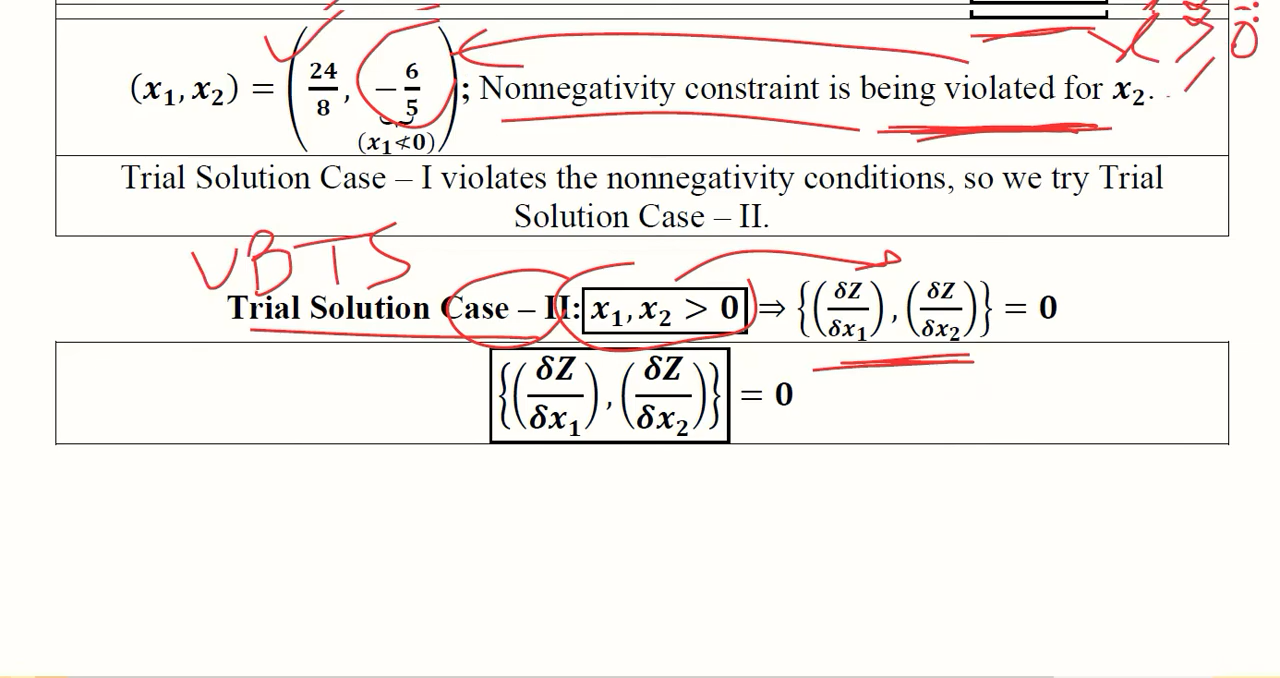 (x₁, x₂) = (24/8, −6/5); Nonnegativity constraint is being violated for x₂.
(x₁≮0)
Trial Solution Case – I violates the nonnegativity conditions, so we try Trial
Solution Case – II.
VBTS
Trial Solution Case – II: x₁, x₂ > 0 ⇒ {(δZ/δx₁), (δZ/δx₂)} = 0
{(δZ/δx₁), (δZ/δx₂)} = 0